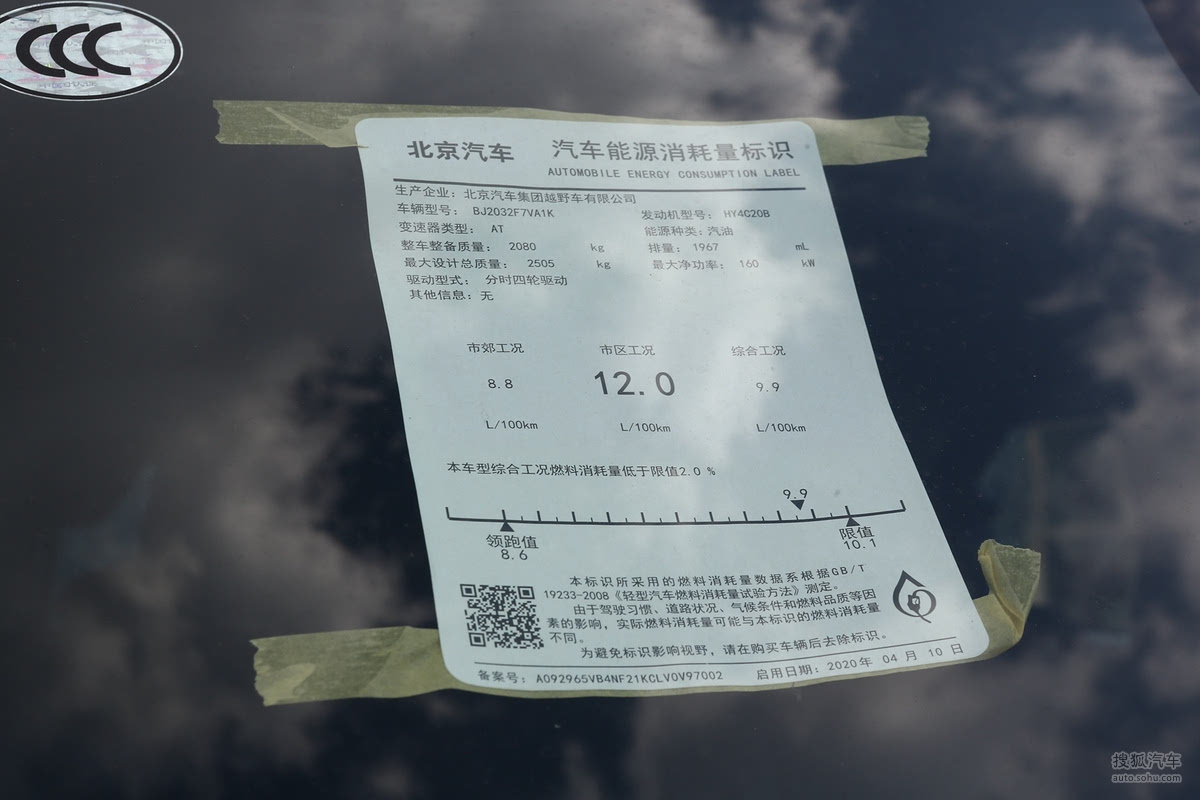 CCC
北京汽车 汽车能源消耗量标识
AUTOMOBILE ENERGY CONSUMPTION LABEL
生产企业: 北京汽车集团越野车有限公司
车辆型号: BJ2032F7VA1K 发动机型号: HY4C20B
变速器类型: AT 能源种类: 汽油
整车整备质量: 2080 kg 排量: 1967 mL
最大设计总质量: 2505 kg 最大净功率: 160 kW
驱动型式: 分时四轮驱动
其他信息: 无
市郊工况 市区工况 综合工况
8.8 12.0 9.9
L/100km L/100km L/100km
本车型综合工况燃料消耗量低于限值2.0 %
9.9
领跑值 限值
8.6 10.1
本标识所采用的燃料消耗量数据系根据GB/T
19233-2008《轻型汽车燃料消耗量试验方法》测定。
由于驾驶习惯、道路状况、气候条件和燃料品质等因
素的影响，实际燃料消耗量可能与本标识的燃料消耗量
不同。
为避免标识影响视野，请在购买车辆后去除标识。
备案号: A092965VB4NF21KCLV0V97002 启用日期: 2020年 04 月 10 日
搜狐汽车
auto.sohu.com